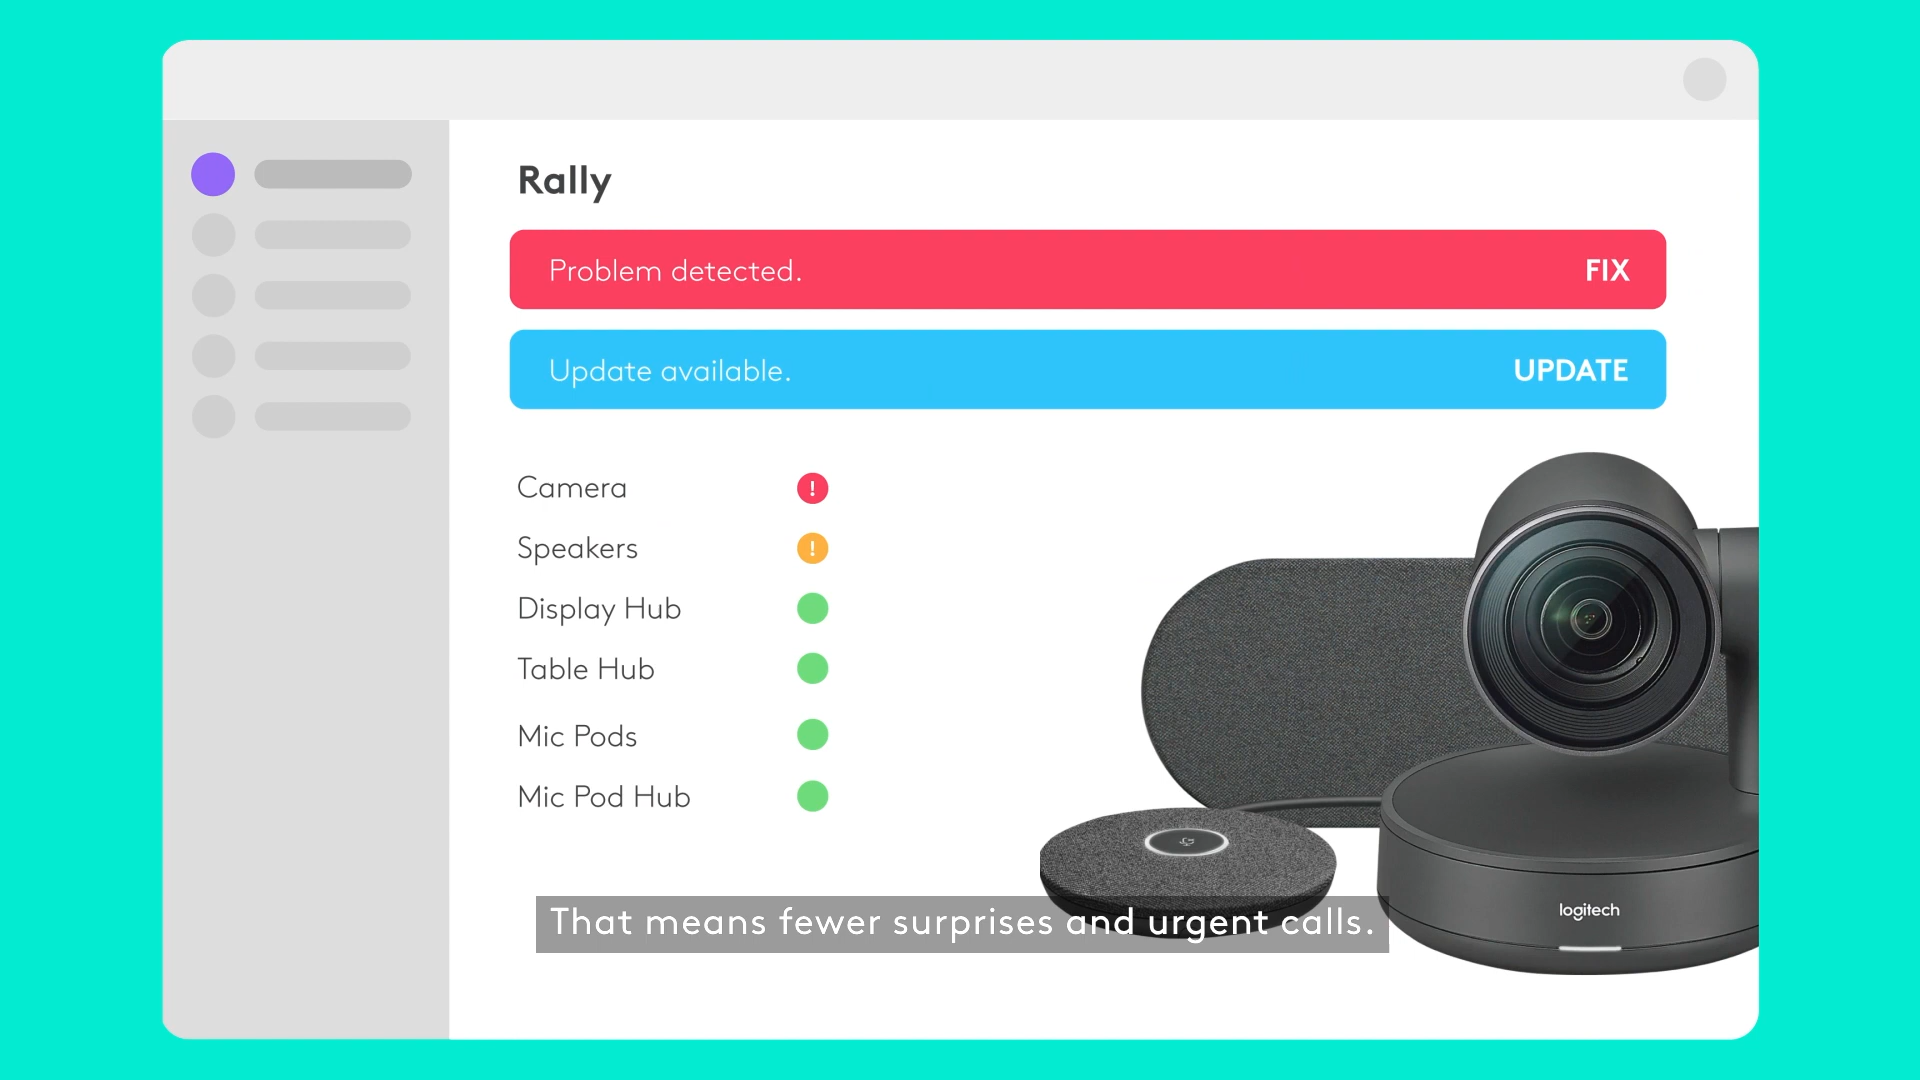 Rally
Problem detected.
FIX
Update available.
UPDATE
Camera
!
Speakers
!
Display Hub
Table Hub
Mic Pods
Mic Pod Hub
logitech
That means fewer surprises and urgent calls.